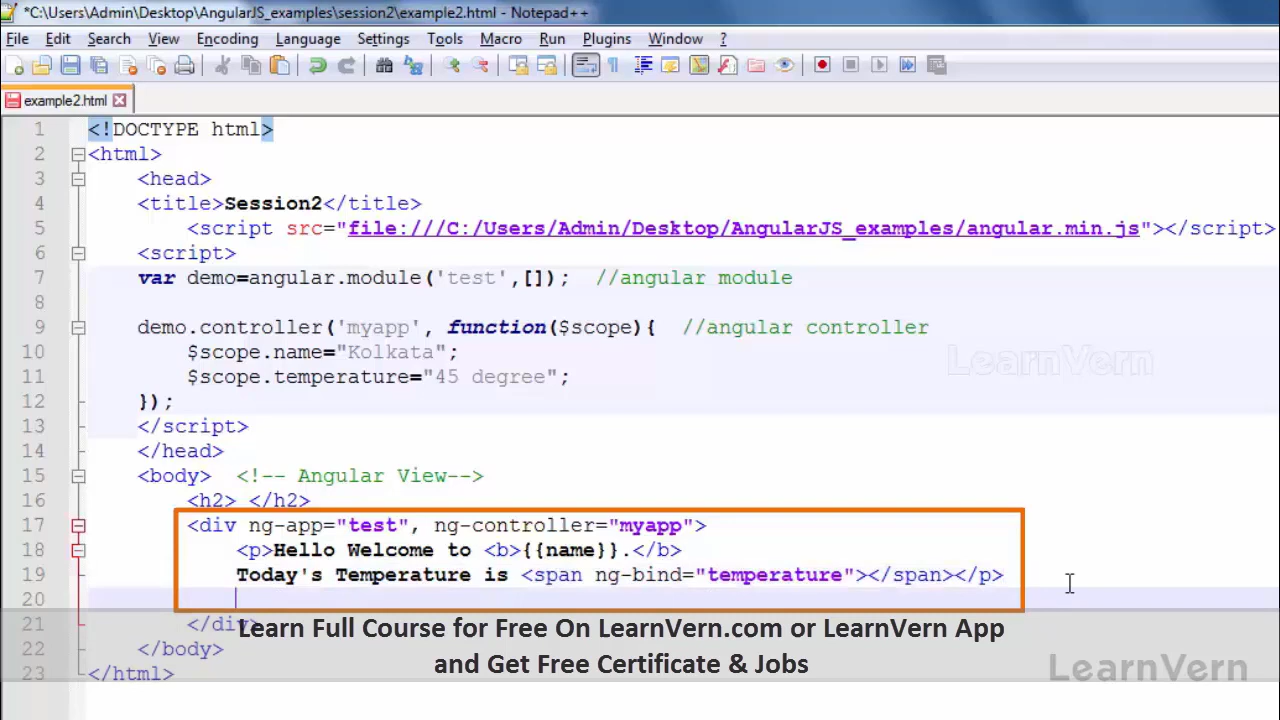 *C:\Users\Admin\Desktop\AngularJS_examples\session2\example2.html - Notepad++
File Edit Search View Encoding Language Settings Tools Macro Run Plugins Window ?
example2.html
1 <!DOCTYPE html>
2 <html>
3 <head>
4 <title>Session2</title>
5 <script src="file:///C:/Users/Admin/Desktop/AngularJS_examples/angular.min.js"></script>
6 <script>
7 var demo=angular.module('test',[]); //angular module
8
9 demo.controller('myapp', function($scope){ //angular controller
10 $scope.name="Kolkata";
LearnVern
11 $scope.temperature="45 degree";
12 });
13 </script>
14 </head>
15 <body> <!-- Angular View-->
16 <h2> </h2>
17 <div ng-app="test", ng-controller="myapp">
18 <p>Hello Welcome to <b>{{name}}.</b>
19 Today's Temperature is <span ng-bind="temperature"></span></p>
20
21 </div>
Learn Full Course for Free On LearnVern.com or LearnVern App
22 </body>
and Get Free Certificate & Jobs
23 </html>
LearnVern